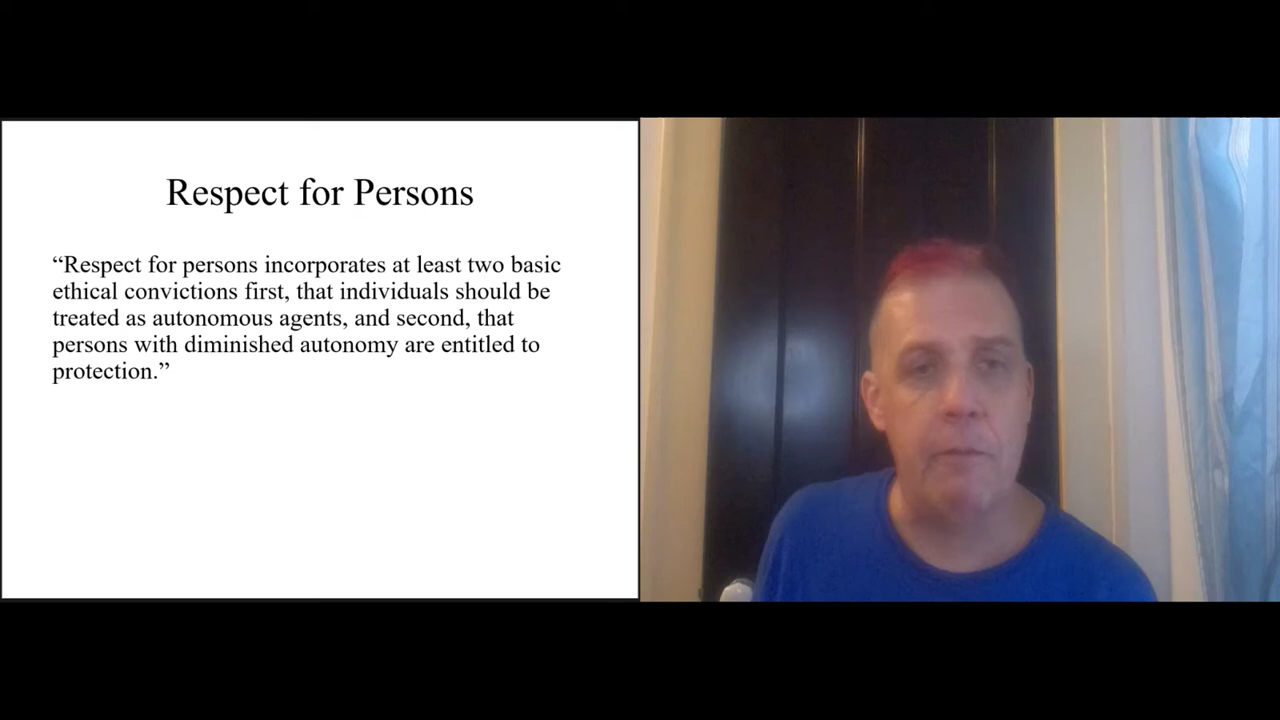 Respect for Persons
“Respect for persons incorporates at least two basic
ethical convictions first, that individuals should be
treated as autonomous agents, and second, that
persons with diminished autonomy are entitled to
protection.”